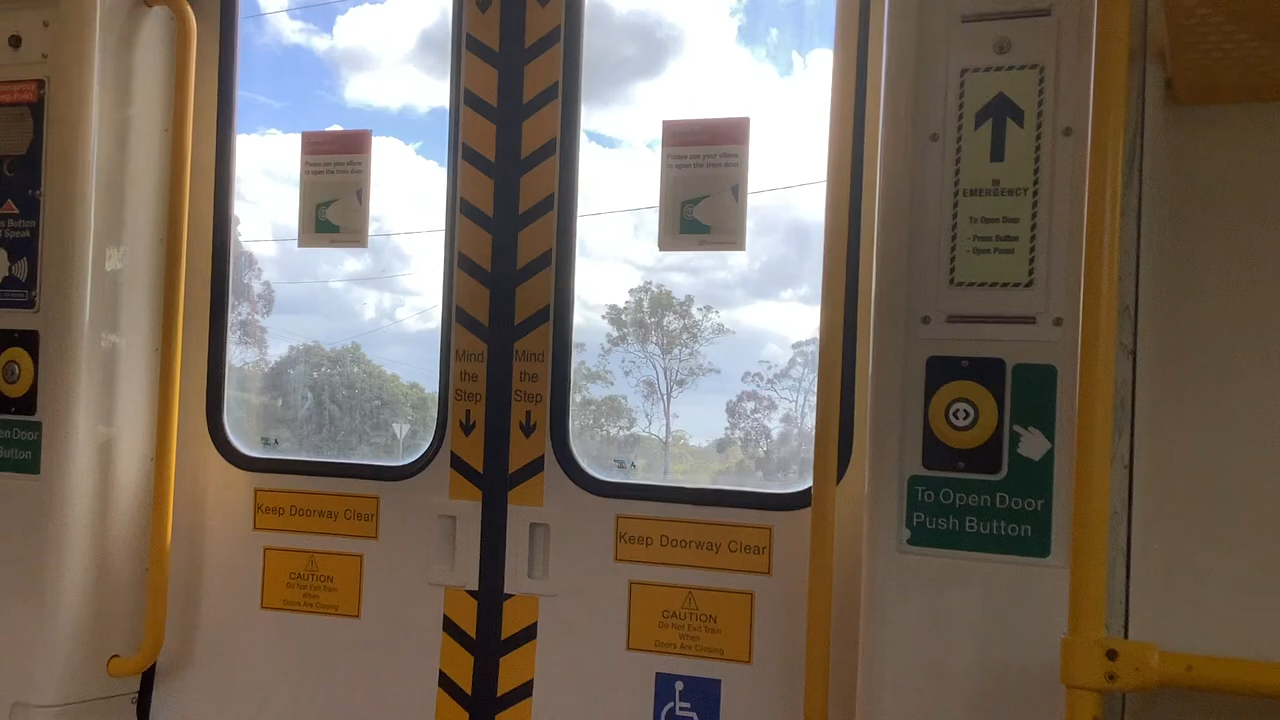 s Button
Speak
en Door
Button
Please use your elbow
to open the train door
Mind
the
Step
Mind
the
Step
Please use your elbow
to open the train door
Keep Doorway Clear
CAUTION
Do Not Exit Train
When
Doors Are Closing
Keep Doorway Clear
CAUTION
Do Not Exit Train
When
Doors Are Closing
IN
EMERGENCY
To Open Door
- Press Button
- Open Panel
To Open Door
Push Button